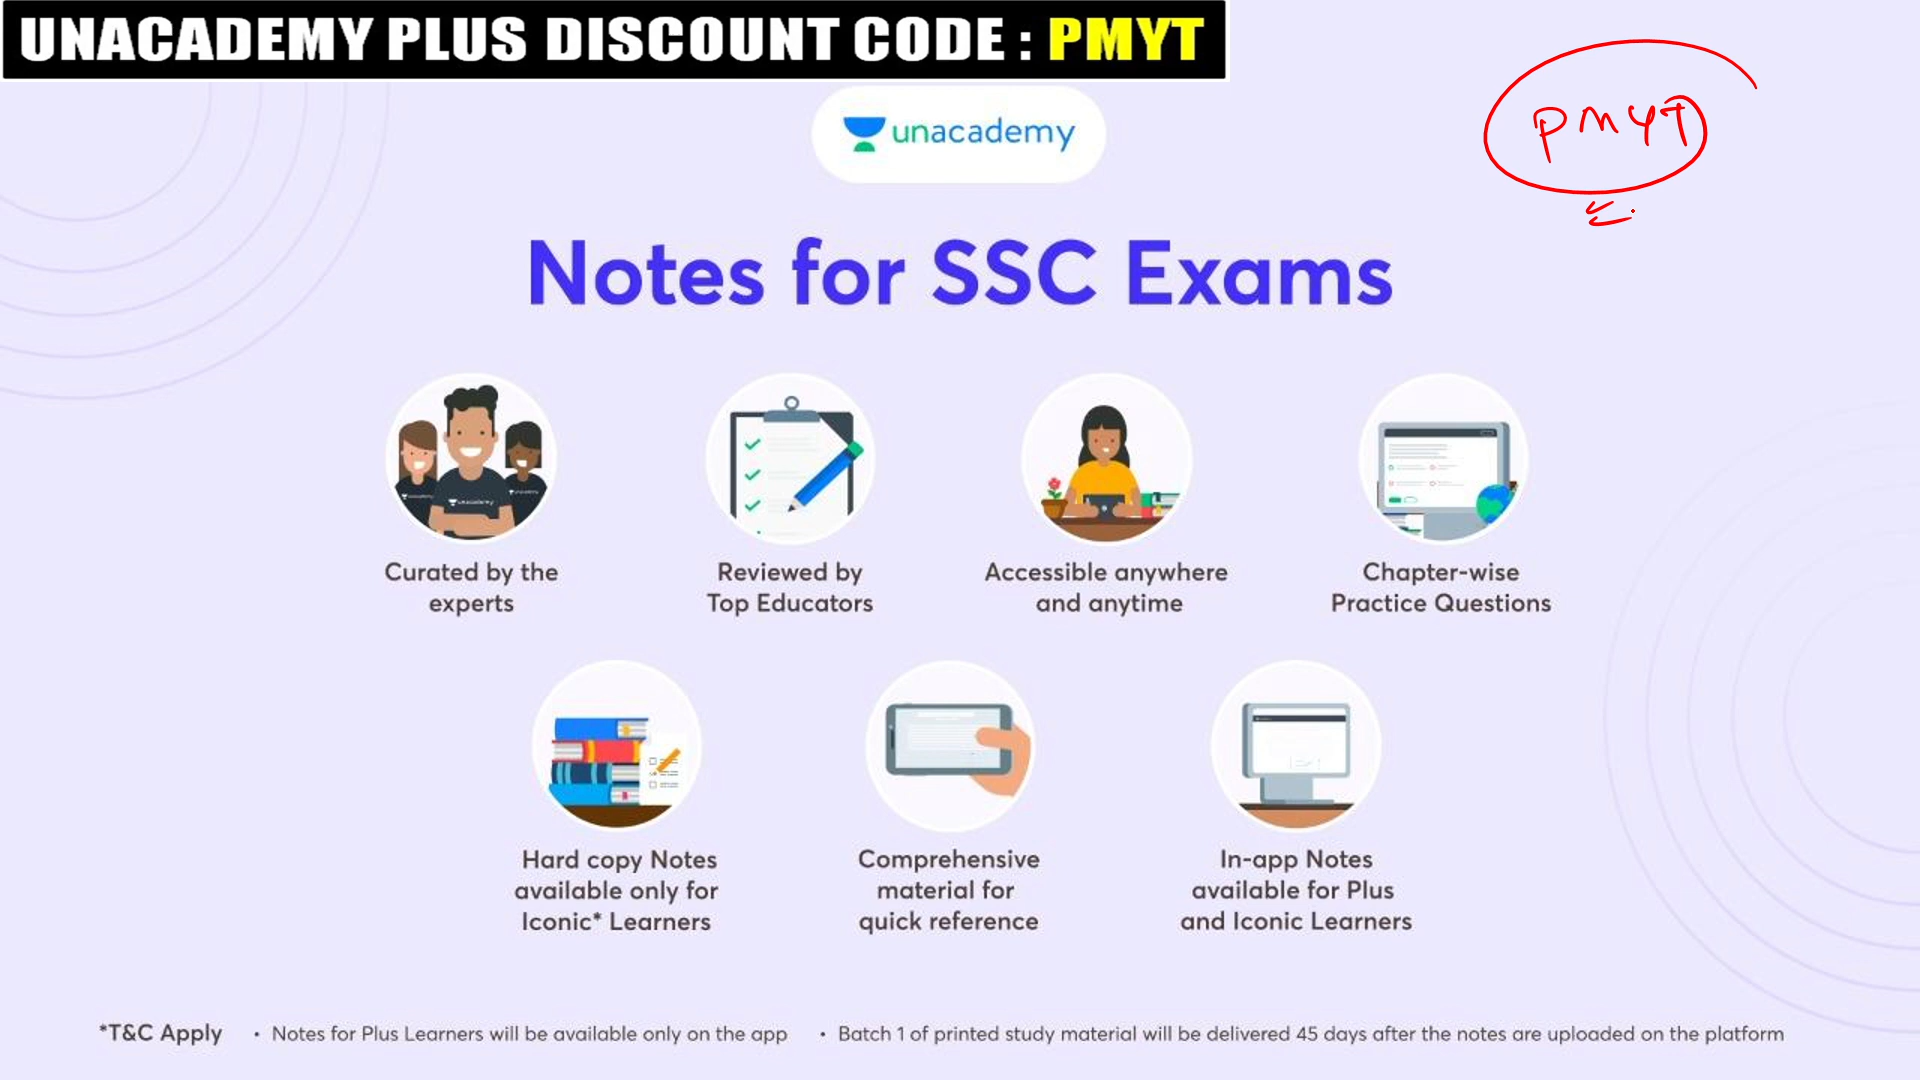 UNACADEMY PLUS DISCOUNT CODE : PMYT
PMYT
unacademy
Notes for SSC Exams
Curated by the
experts
Reviewed by
Top Educators
Accessible anywhere
and anytime
Chapter-wise
Practice Questions
Hard copy Notes
available only for
Iconic* Learners
Comprehensive
material for
quick reference
In-app Notes
available for Plus
and Iconic Learners
*T&C Apply • Notes for Plus Learners will be available only on the app • Batch 1 of printed study material will be delivered 45 days after the notes are uploaded on the platform